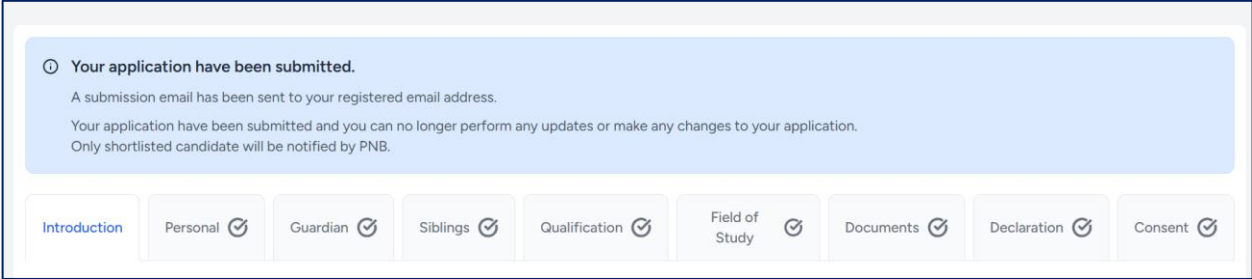 Your application have been submitted.
A submission email has been sent to your registered email address.
Your application have been submitted and you can no longer perform any updates or make any changes to your application.
Only shortlisted candidate will be notified by PNB.
Introduction
Personal
Guardian
Siblings
Qualification
Field of
Study
Documents
Declaration
Consent